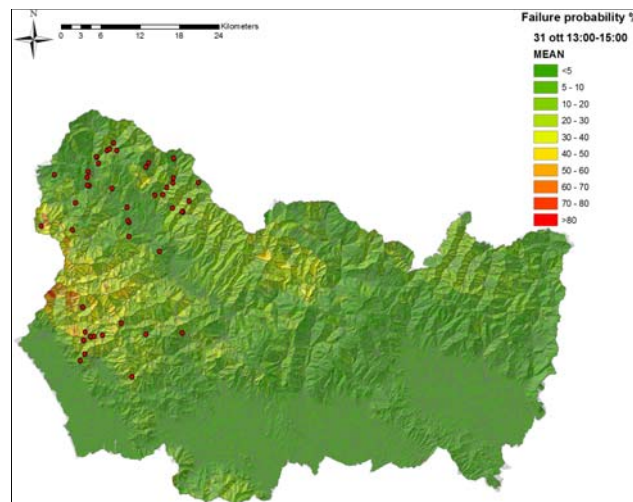 Failure probability %
31 ott 13:00-15:00
MEAN
<5
5 - 10
10 - 20
20 - 30
30 - 40
40 - 50
50 - 60
60 - 70
70 - 80
>80
N
Kilometers
0 3 6 12 18 24